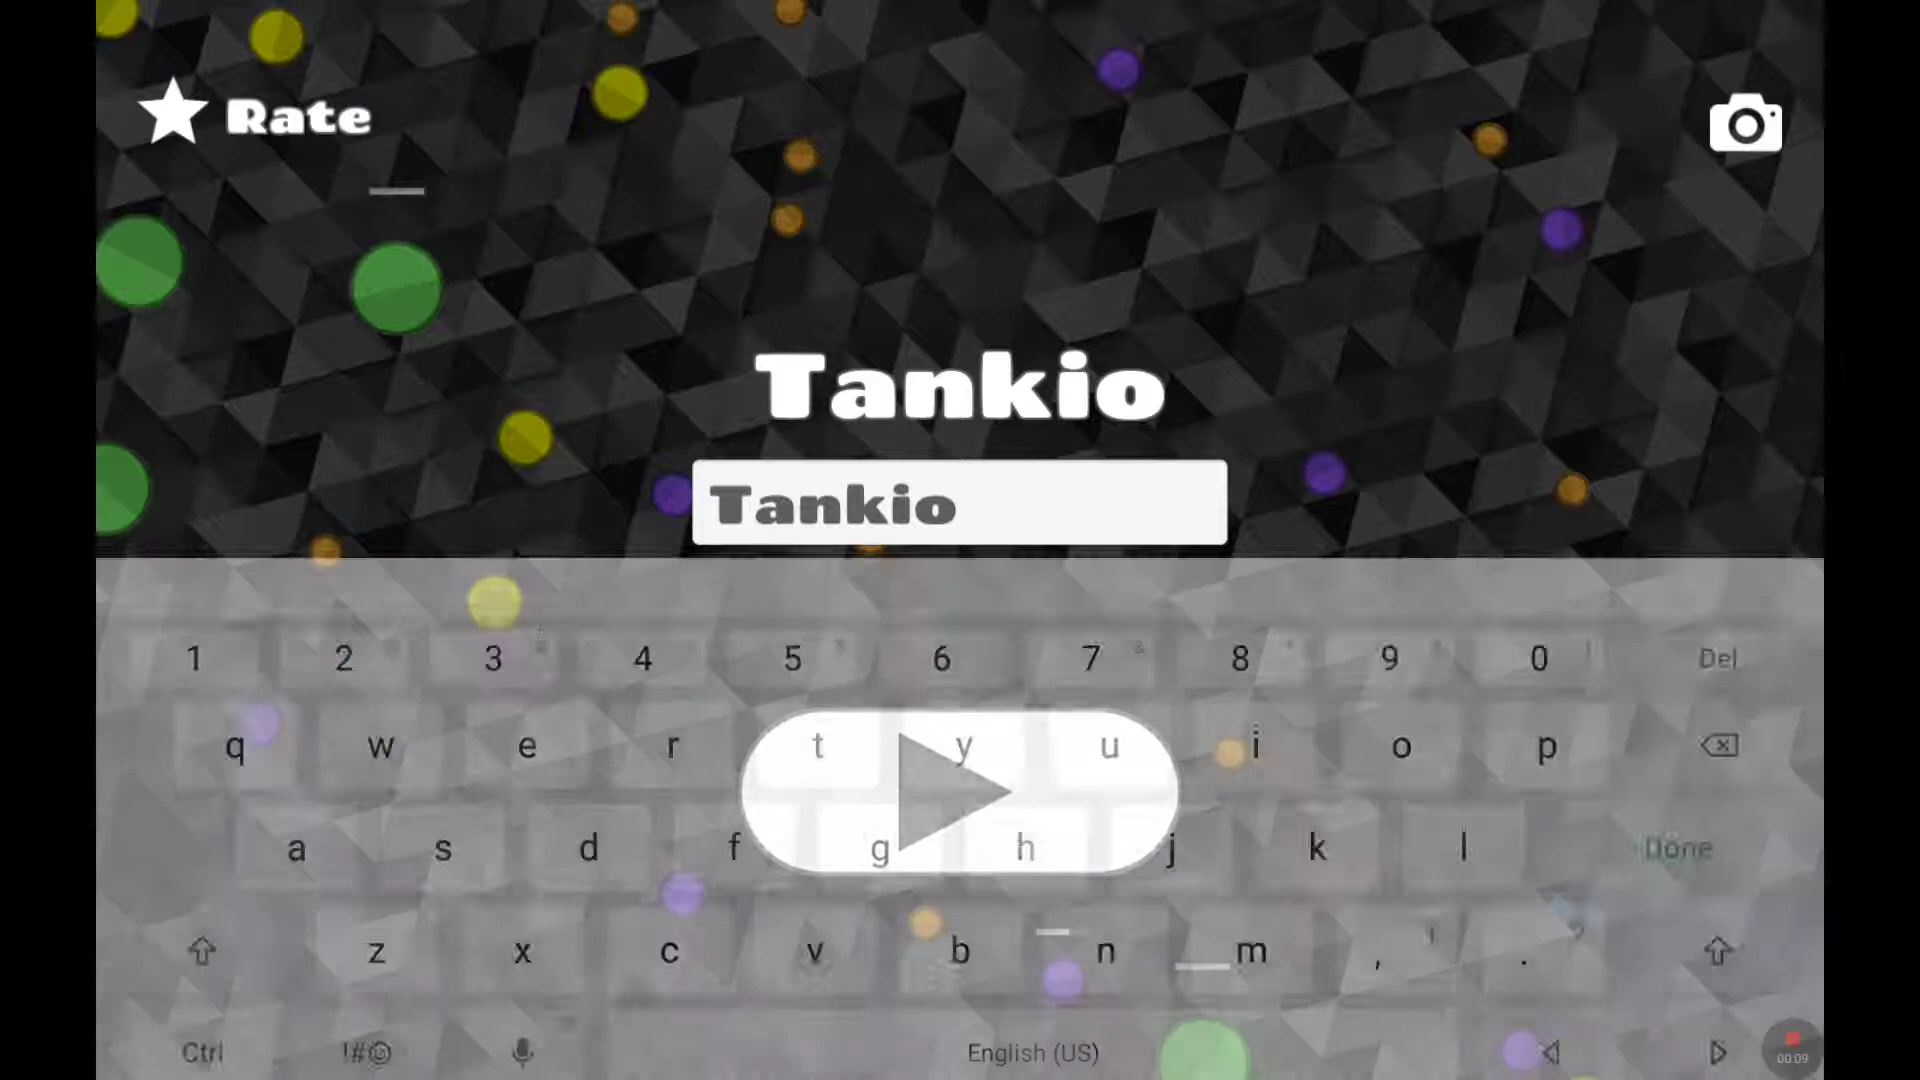 Rate
Tankio
Tankio
1 2 3 4 5 6 7 8 9 0 Del
q w e r t y u i o p
a s d f g h j k l Done
z x c v b n m , .
Ctrl !#☺ English (US)
00:09